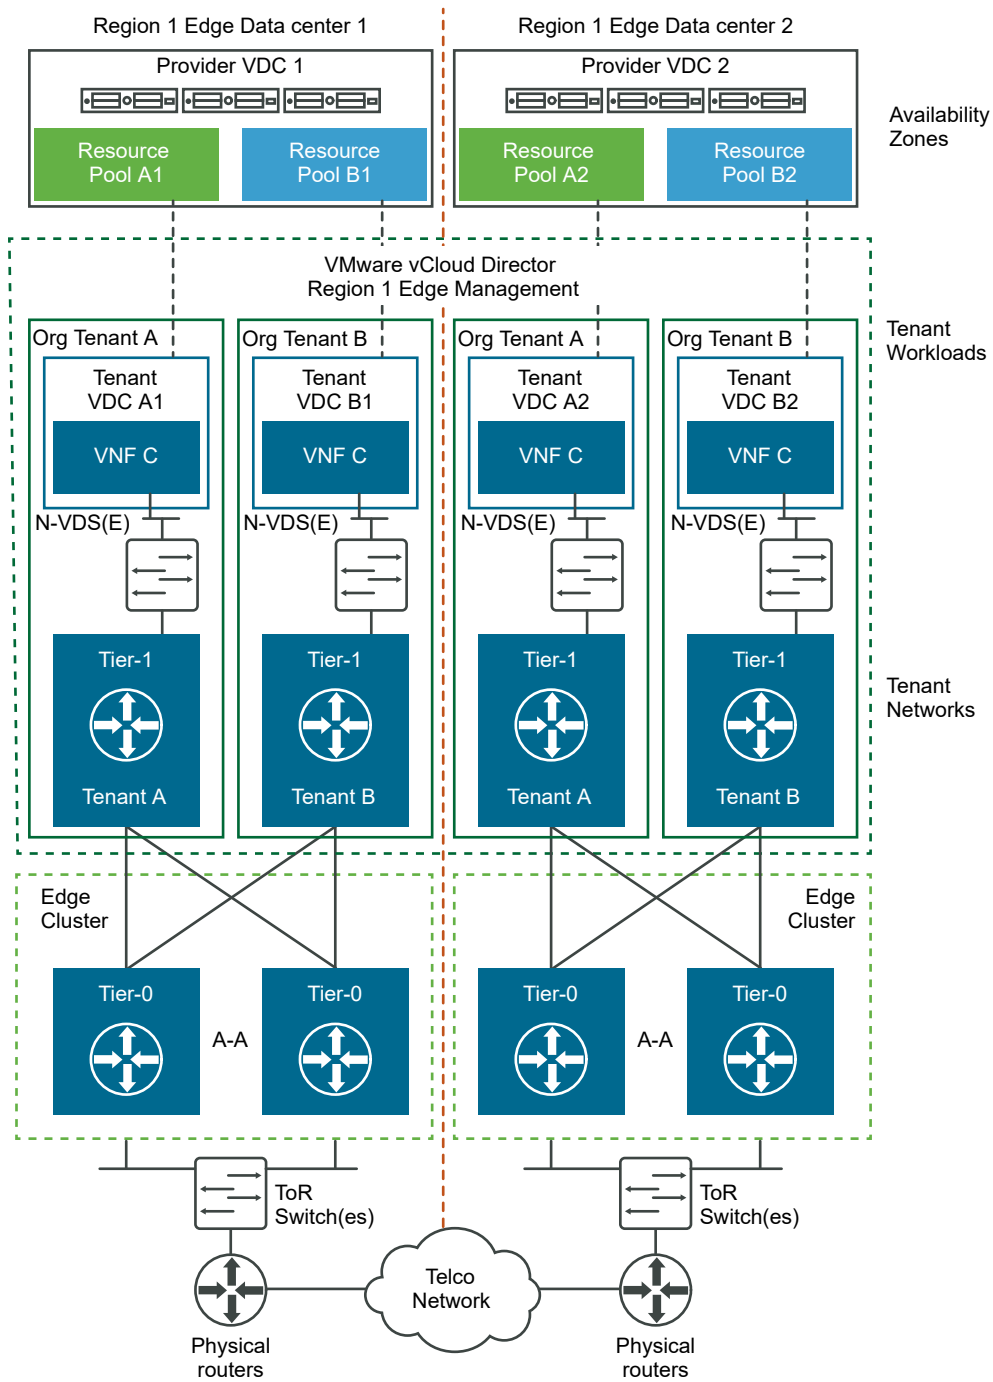 Region 1 Edge Data center 1
Region 1 Edge Data center 2
Provider VDC 1
Provider VDC 2
Availability
Zones
Resource
Pool A1
Resource
Pool B1
Resource
Pool A2
Resource
Pool B2
VMware vCloud Director
Region 1 Edge Management
Tenant
Workloads
Org Tenant A
Org Tenant B
Org Tenant A
Org Tenant B
Tenant
VDC A1
Tenant
VDC B1
Tenant
VDC A2
Tenant
VDC B2
VNF C
VNF C
VNF C
VNF C
N-VDS(E)
N-VDS(E)
N-VDS(E)
N-VDS(E)
Tier-1
Tier-1
Tier-1
Tier-1
Tenant
Networks
Tenant A
Tenant B
Tenant A
Tenant B
Edge
Cluster
Edge
Cluster
Tier-0
Tier-0
Tier-0
Tier-0
A-A
A-A
ToR
Switch(es)
ToR
Switch(es)
Telco
Network
Physical
routers
Physical
routers